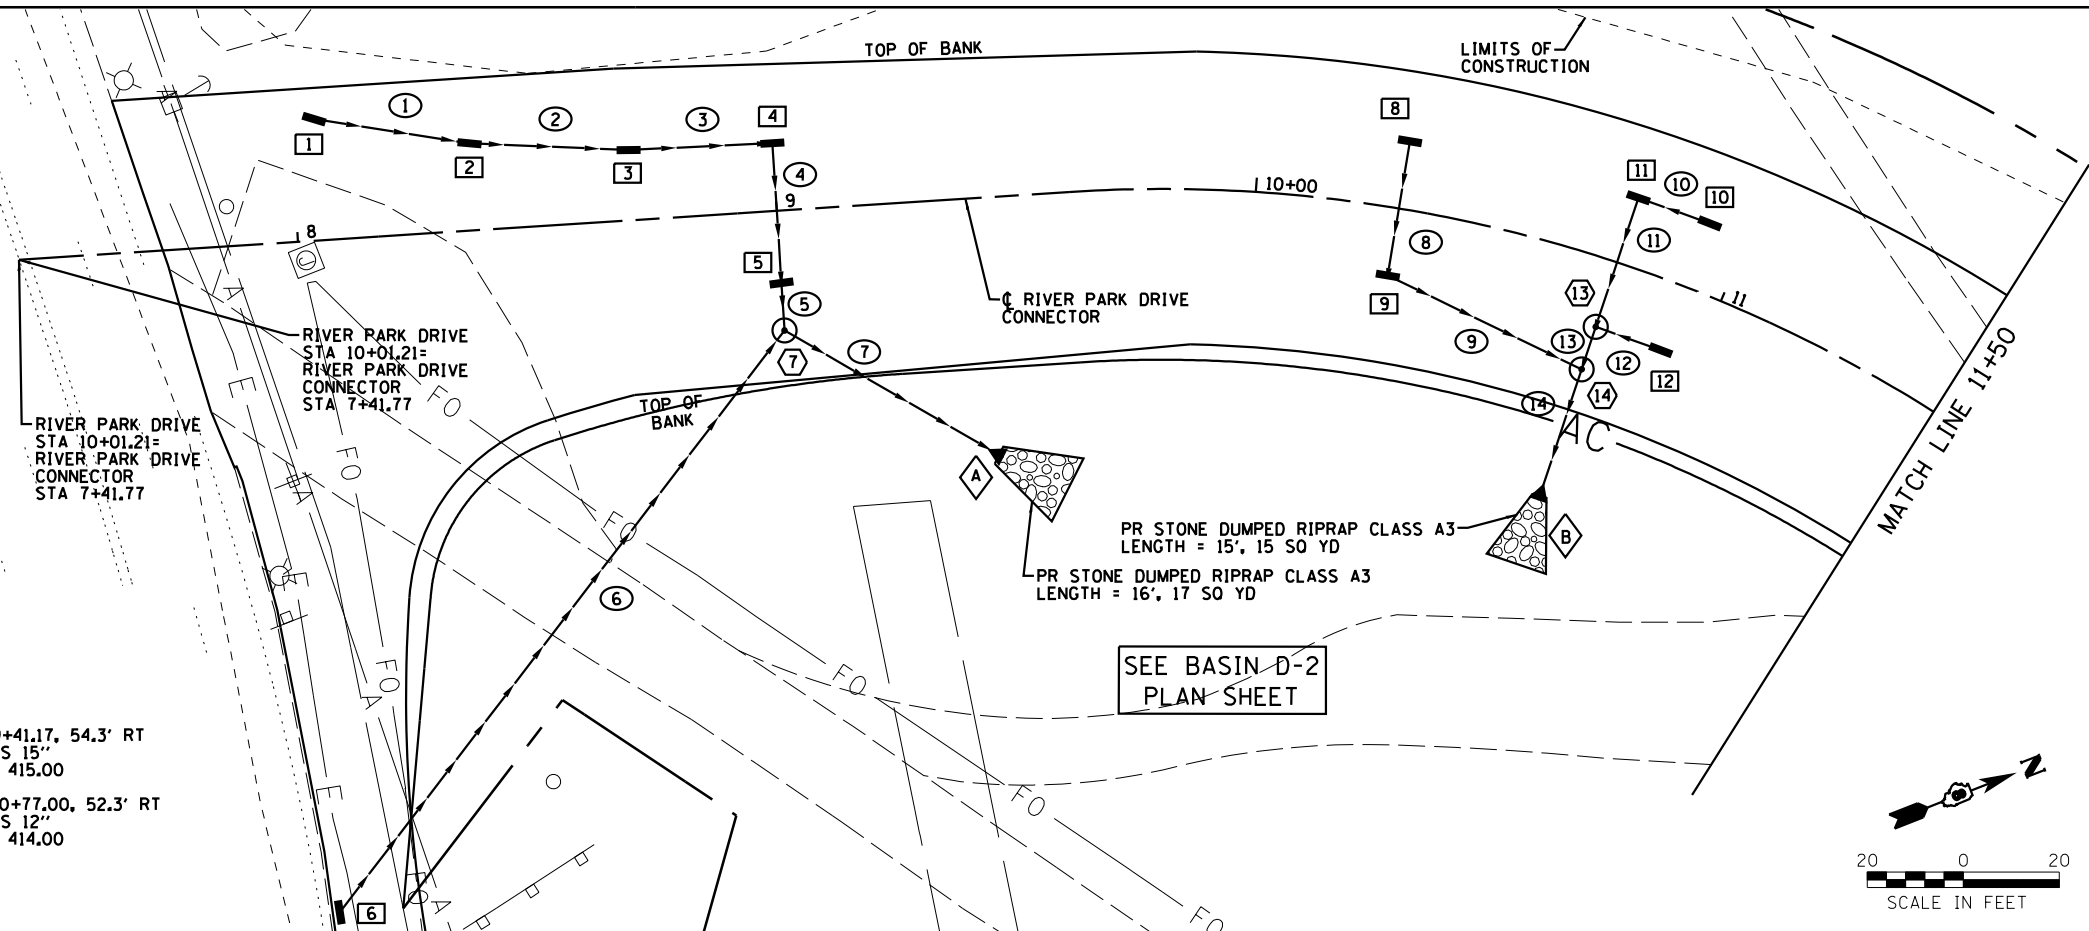 TOP OF BANK
LIMITS OF
CONSTRUCTION
1
2
3
4
8
1
2
3
4
11
10
10
9
10+00
8
8
11
5
9
13
11
5
℄ RIVER PARK DRIVE
CONNECTOR
RIVER PARK DRIVE
STA 10+01.21=
RIVER PARK DRIVE
CONNECTOR
STA 7+41.77
7
7
9
13
12
12
14
14
FO
TOP OF
BANK
AC
MATCH LINE 11+50
RIVER PARK DRIVE
STA 10+01.21=
RIVER PARK DRIVE
CONNECTOR
STA 7+41.77
FO
A
FO
B
PR STONE DUMPED RIPRAP CLASS A3
LENGTH = 15', 15 SQ YD
PR STONE DUMPED RIPRAP CLASS A3
LENGTH = 16', 17 SQ YD
6
SEE BASIN D-2
PLAN SHEET
FO
FO
+41.17, 54.3' RT
S 15"
415.00
0+77.00, 52.3' RT
S 12"
414.00
FO
N
6
FO
20 0 20
SCALE IN FEET